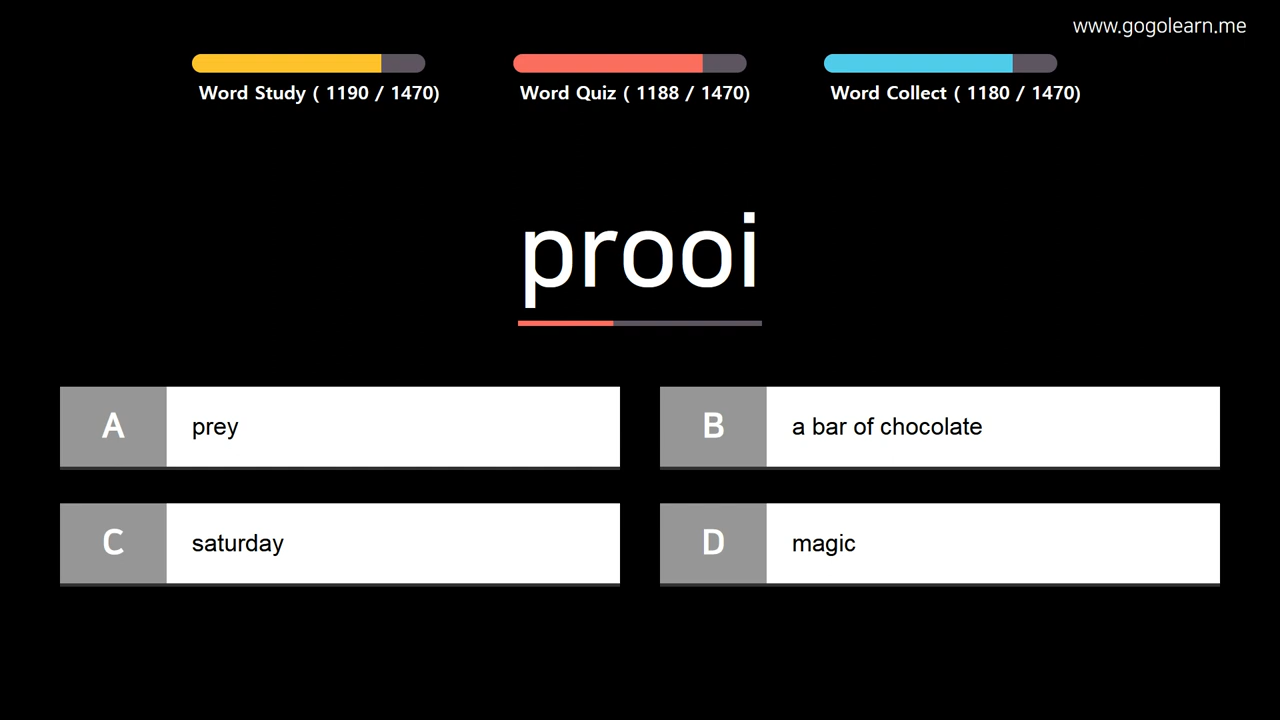 www.gogolearn.me
Word Study ( 1190 / 1470)
Word Quiz ( 1188 / 1470)
Word Collect ( 1180 / 1470)
prooi
A prey
B a bar of chocolate
C saturday
D magic